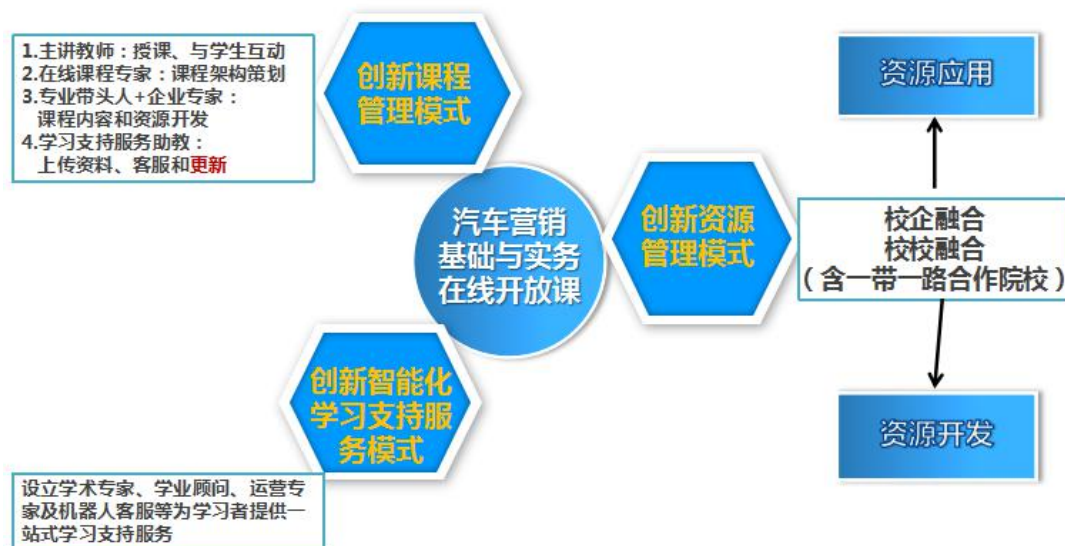 1.主讲教师：授课、与学生互动
2.在线课程专家：课程架构策划
3.专业带头人+企业专家：
课程内容和资源开发
4.学习支持服务助教：
上传资料、客服和更新
创新课程
管理模式
汽车营销
基础与实务
在线开放课
创新资源
管理模式
资源应用
校企融合
校校融合
（含一带一路合作院校）
资源开发
创新智能化
学习支持服
务模式
设立学术专家、学业顾问、运营专
家及机器人客服等为学习者提供一
站式学习支持服务